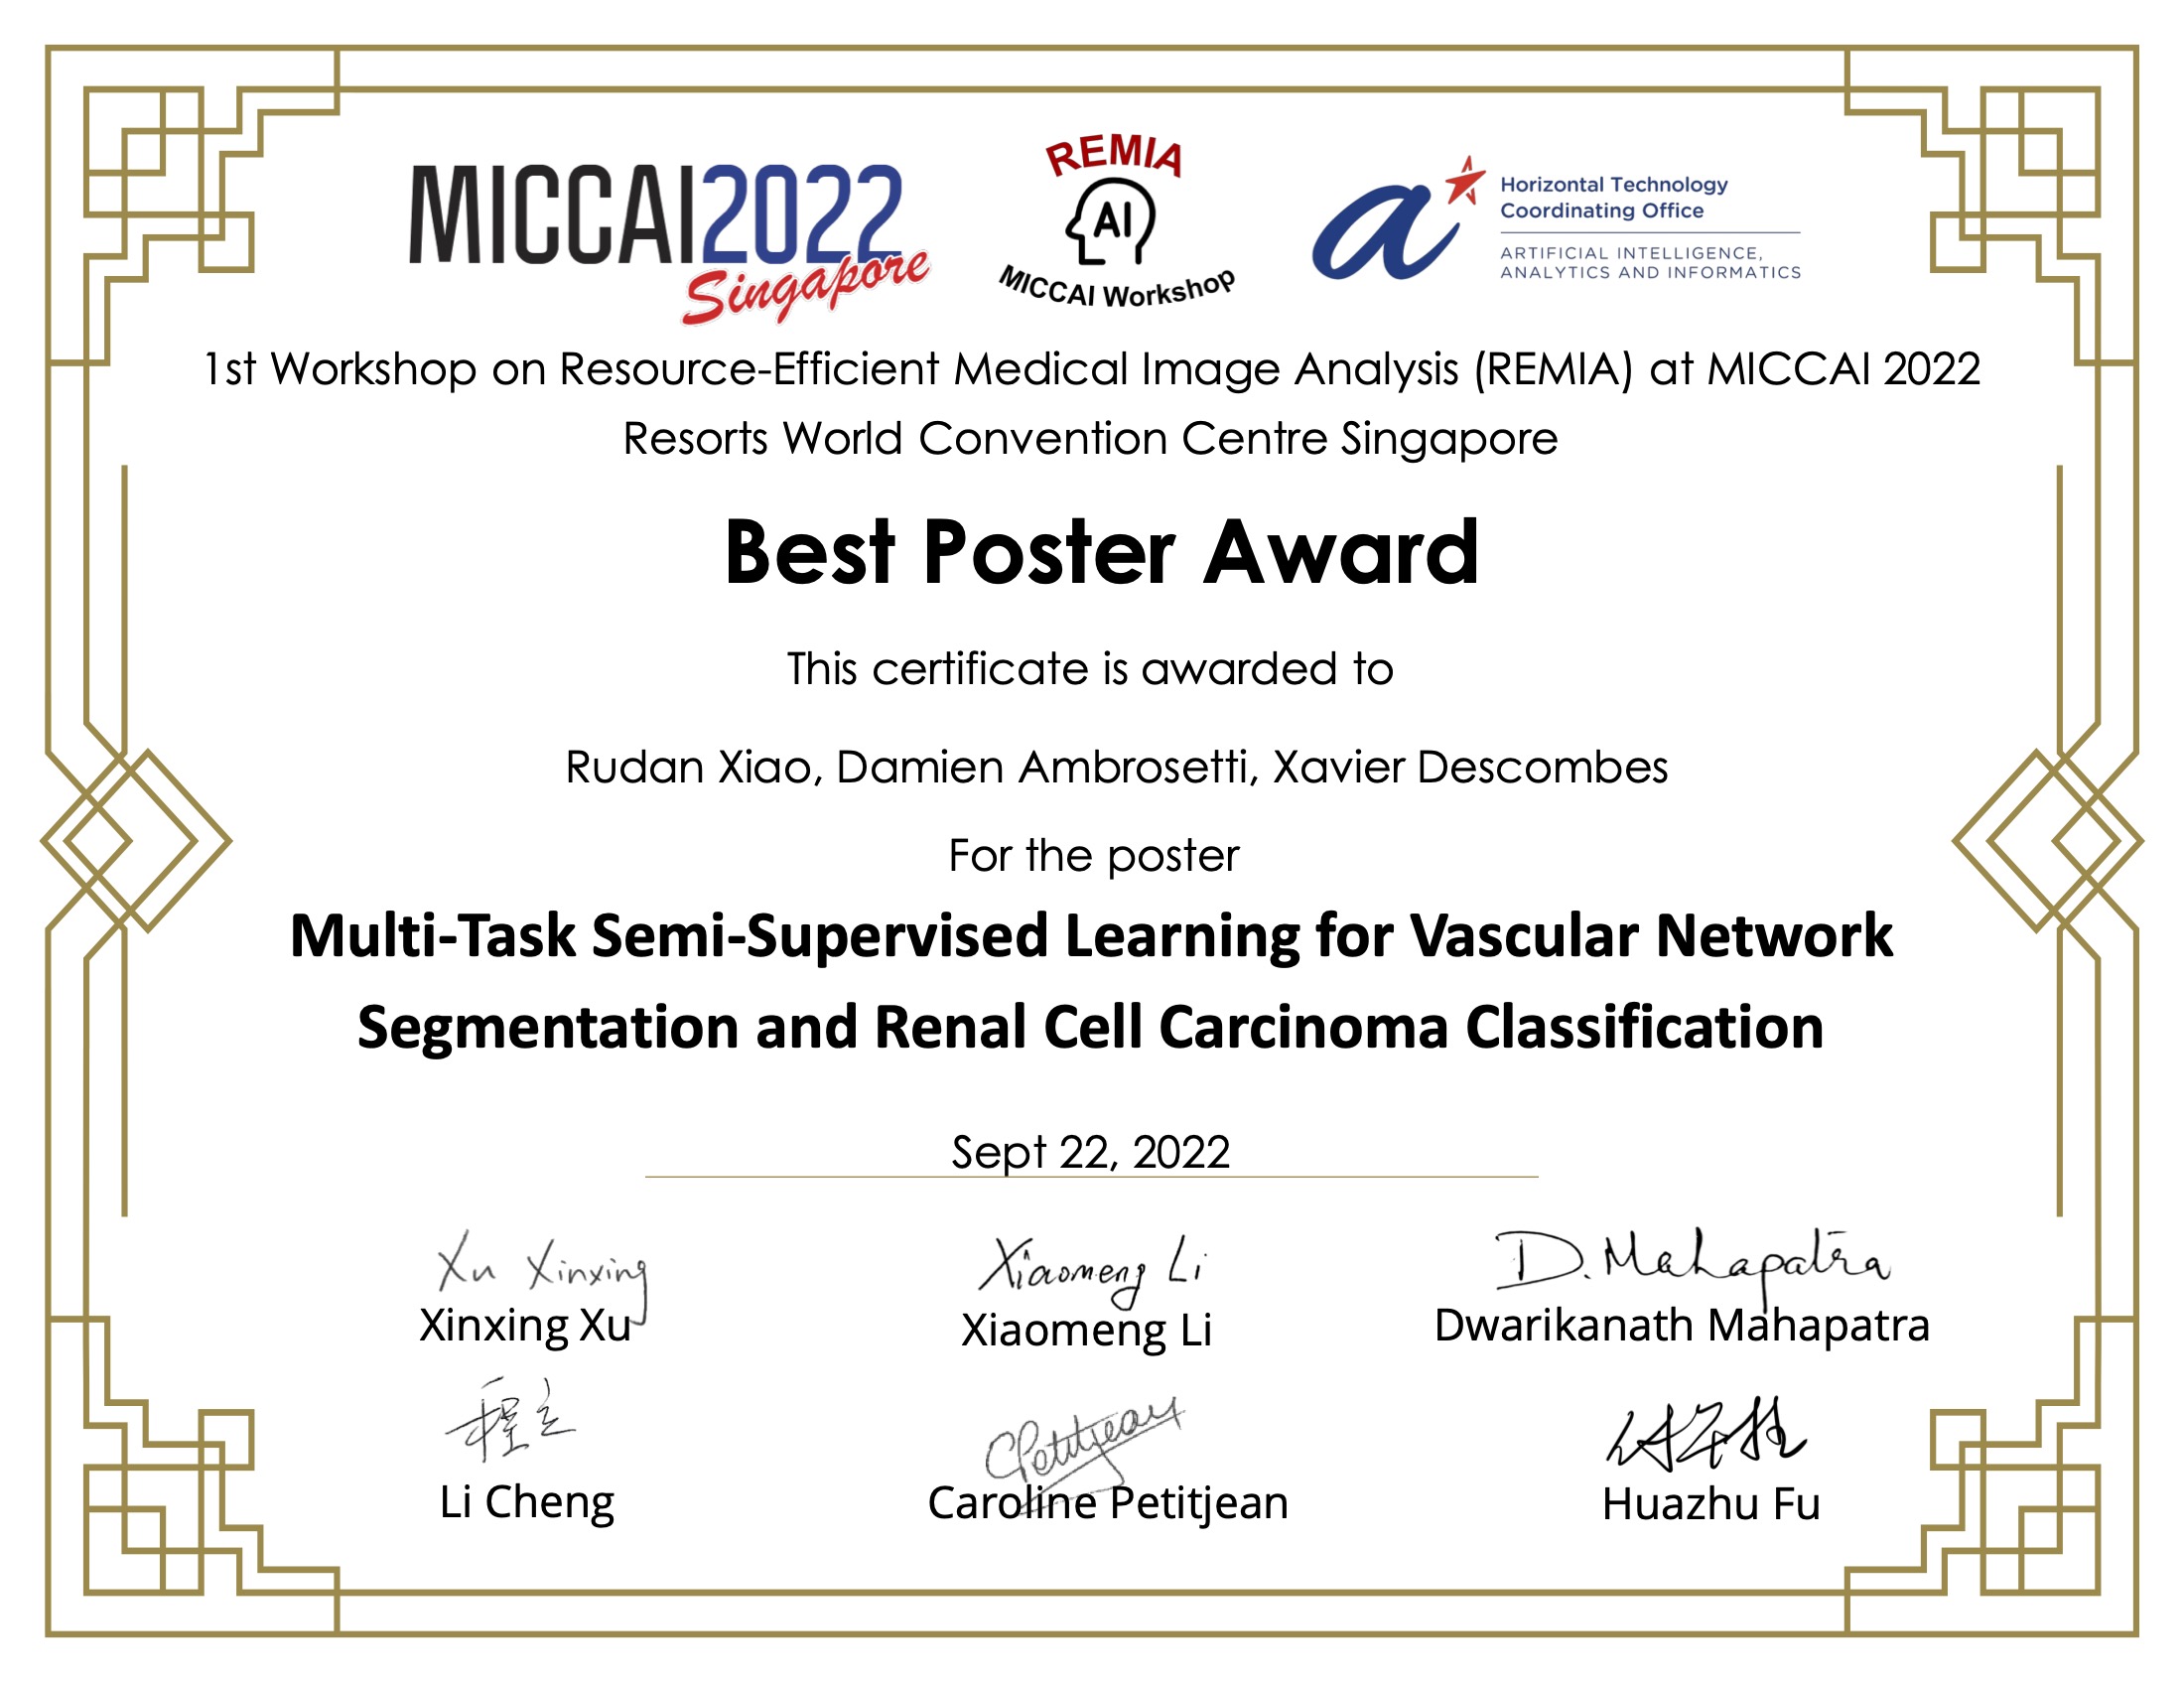 MICCAI2022
Singapore
REMIA
AI
MICCAI Workshop
a
Horizontal Technology
Coordinating Office
ARTIFICIAL INTELLIGENCE,
ANALYTICS AND INFORMATICS
1st Workshop on Resource-Efficient Medical Image Analysis (REMIA) at MICCAI 2022
Resorts World Convention Centre Singapore
Best Poster Award
This certificate is awarded to
Rudan Xiao, Damien Ambrosetti, Xavier Descombes
For the poster
Multi-Task Semi-Supervised Learning for Vascular Network
Segmentation and Renal Cell Carcinoma Classification
Sept 22, 2022
Xu Xinxing
Xiaomeng Li
D. Mahapatra
Xinxing Xu
Xiaomeng Li
Dwarikanath Mahapatra
程立
CPetitjean
Li Cheng
Caroline Petitjean
Huazhu Fu